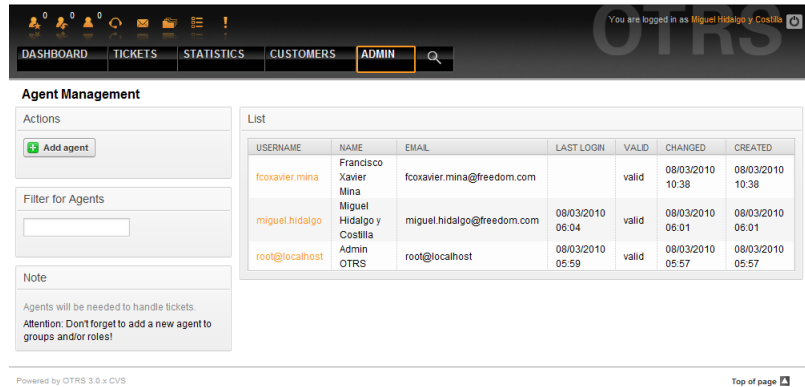 0 0 0
You are logged in as Miguel Hidalgo y Costilla
OTRS
DASHBOARD TICKETS STATISTICS CUSTOMERS ADMIN
Agent Management
Actions
Add agent
Filter for Agents
Note
Agents will be needed to handle tickets.
Attention: Don't forget to add a new agent to
groups and/or roles!
List
USERNAME NAME EMAIL LAST LOGIN VALID CHANGED CREATED
fcoxavier.mina Francisco Xavier Mina fcoxavier.mina@freedom.com valid 08/03/2010 10:38 08/03/2010 10:38
miguel.hidalgo Miguel Hidalgo y Costilla miguel.hidalgo@freedom.com 08/03/2010 06:04 valid 08/03/2010 06:01 08/03/2010 06:01
root@localhost Admin OTRS root@localhost 08/03/2010 05:59 valid 08/03/2010 05:57 08/03/2010 05:57
Powered by OTRS 3.0.x CVS
Top of page